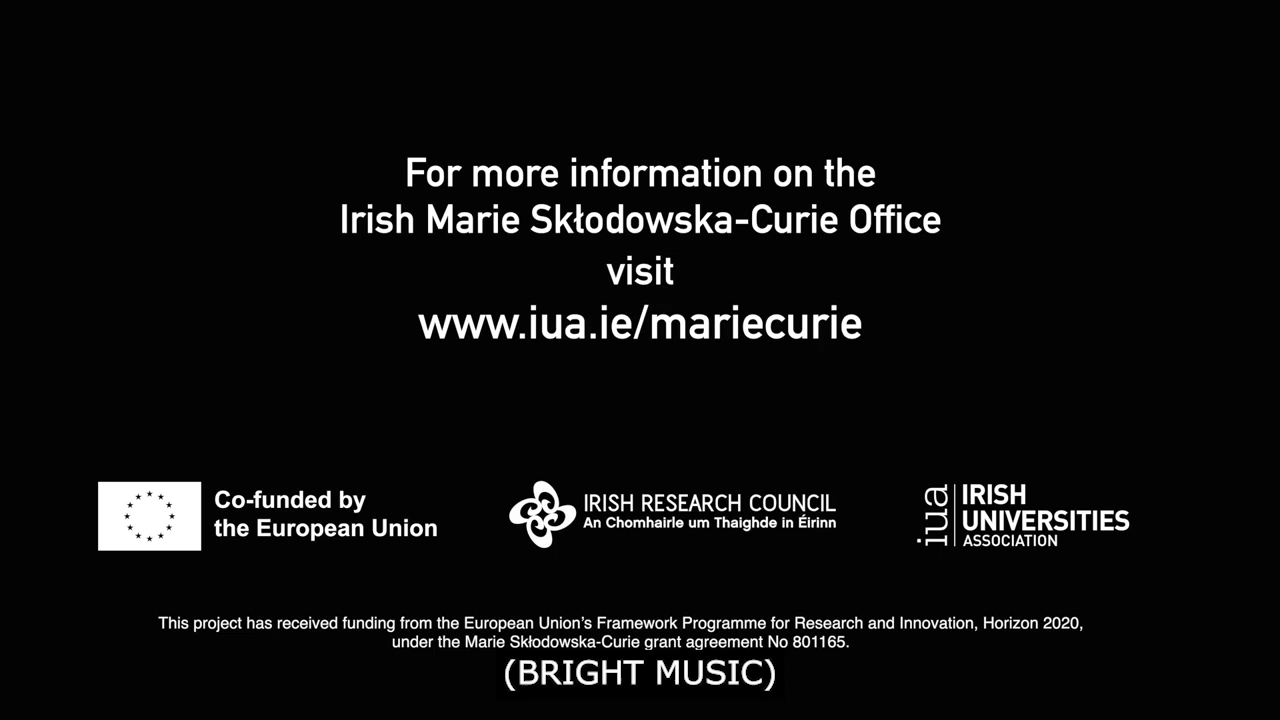 For more information on the
Irish Marie Skłodowska-Curie Office
visit
www.iua.ie/mariecurie
Co-funded by
the European Union
IRISH RESEARCH COUNCIL
An Chomhairle um Thaighde in Éirinn
iua
IRISH
UNIVERSITIES
ASSOCIATION
This project has received funding from the European Union’s Framework Programme for Research and Innovation, Horizon 2020,
under the Marie Skłodowska-Curie grant agreement No 801165.
(BRIGHT MUSIC)